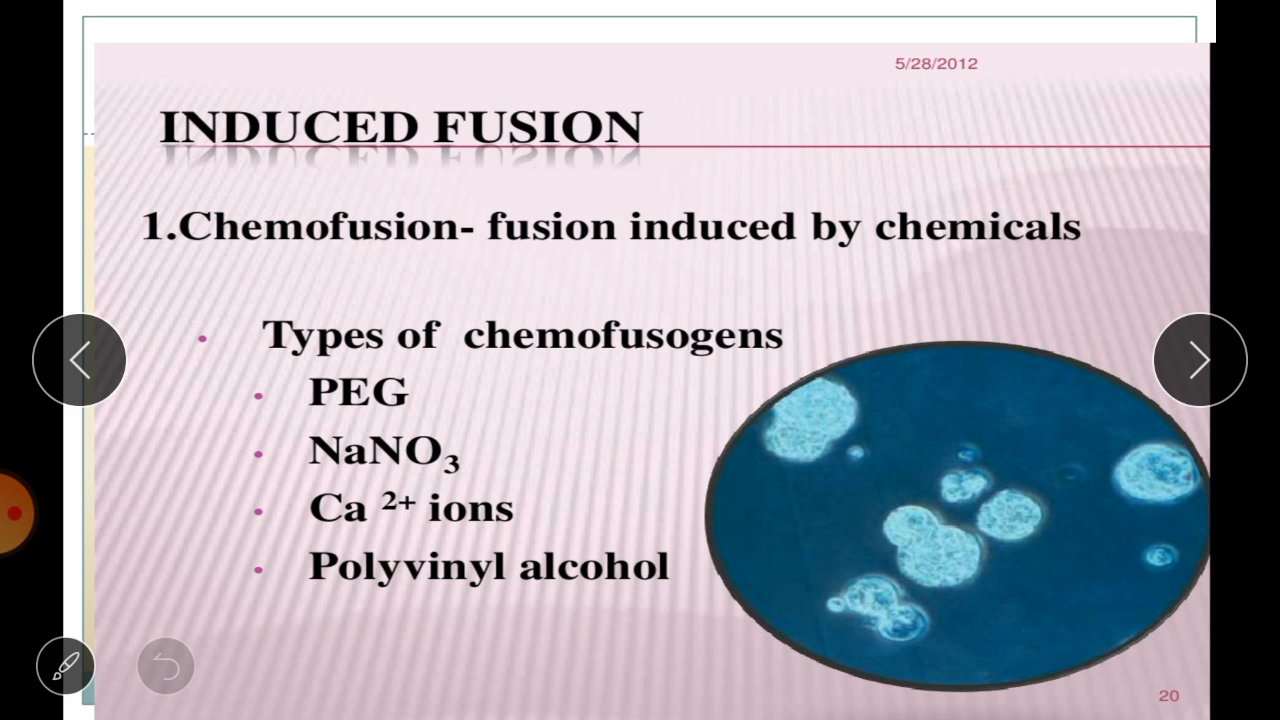 5/28/2012
INDUCED FUSION
1.Chemofusion- fusion induced by chemicals
• Types of chemofusogens
• PEG
• NaNO₃
• Ca ²⁺ ions
• Polyvinyl alcohol
20